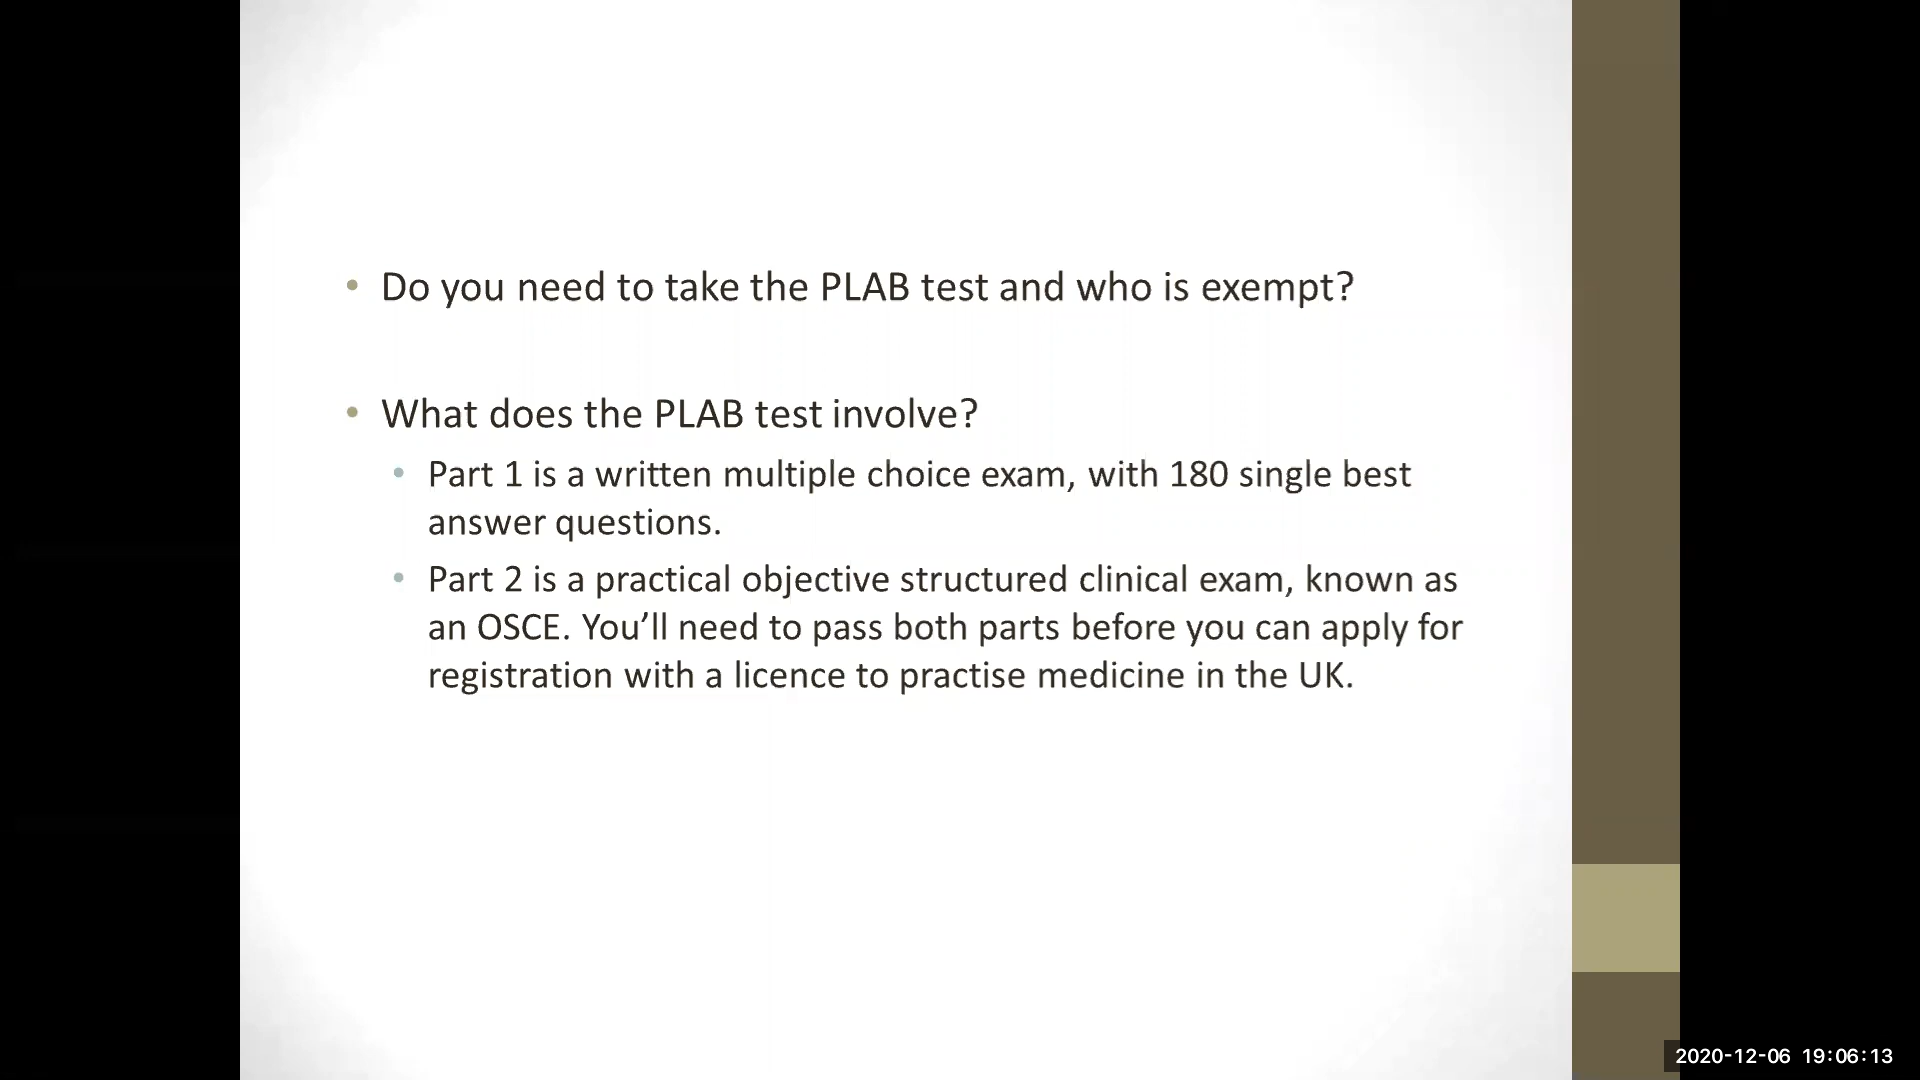 • Do you need to take the PLAB test and who is exempt?
• What does the PLAB test involve?
• Part 1 is a written multiple choice exam, with 180 single best
answer questions.
• Part 2 is a practical objective structured clinical exam, known as
an OSCE. You’ll need to pass both parts before you can apply for
registration with a licence to practise medicine in the UK.
2020-12-06 19:06:13